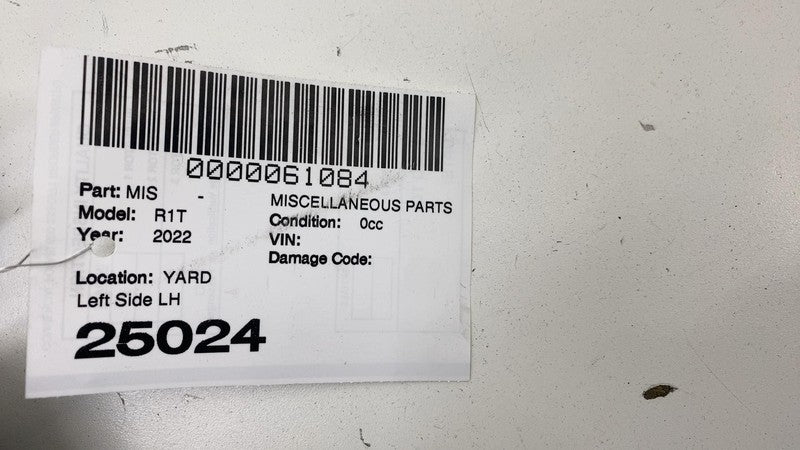 0000061084
Part: MIS - MISCELLANEOUS PARTS
Model: R1T Condition: 0cc
Year: 2022 VIN:
Damage Code:
Location: YARD
Left Side LH
25024